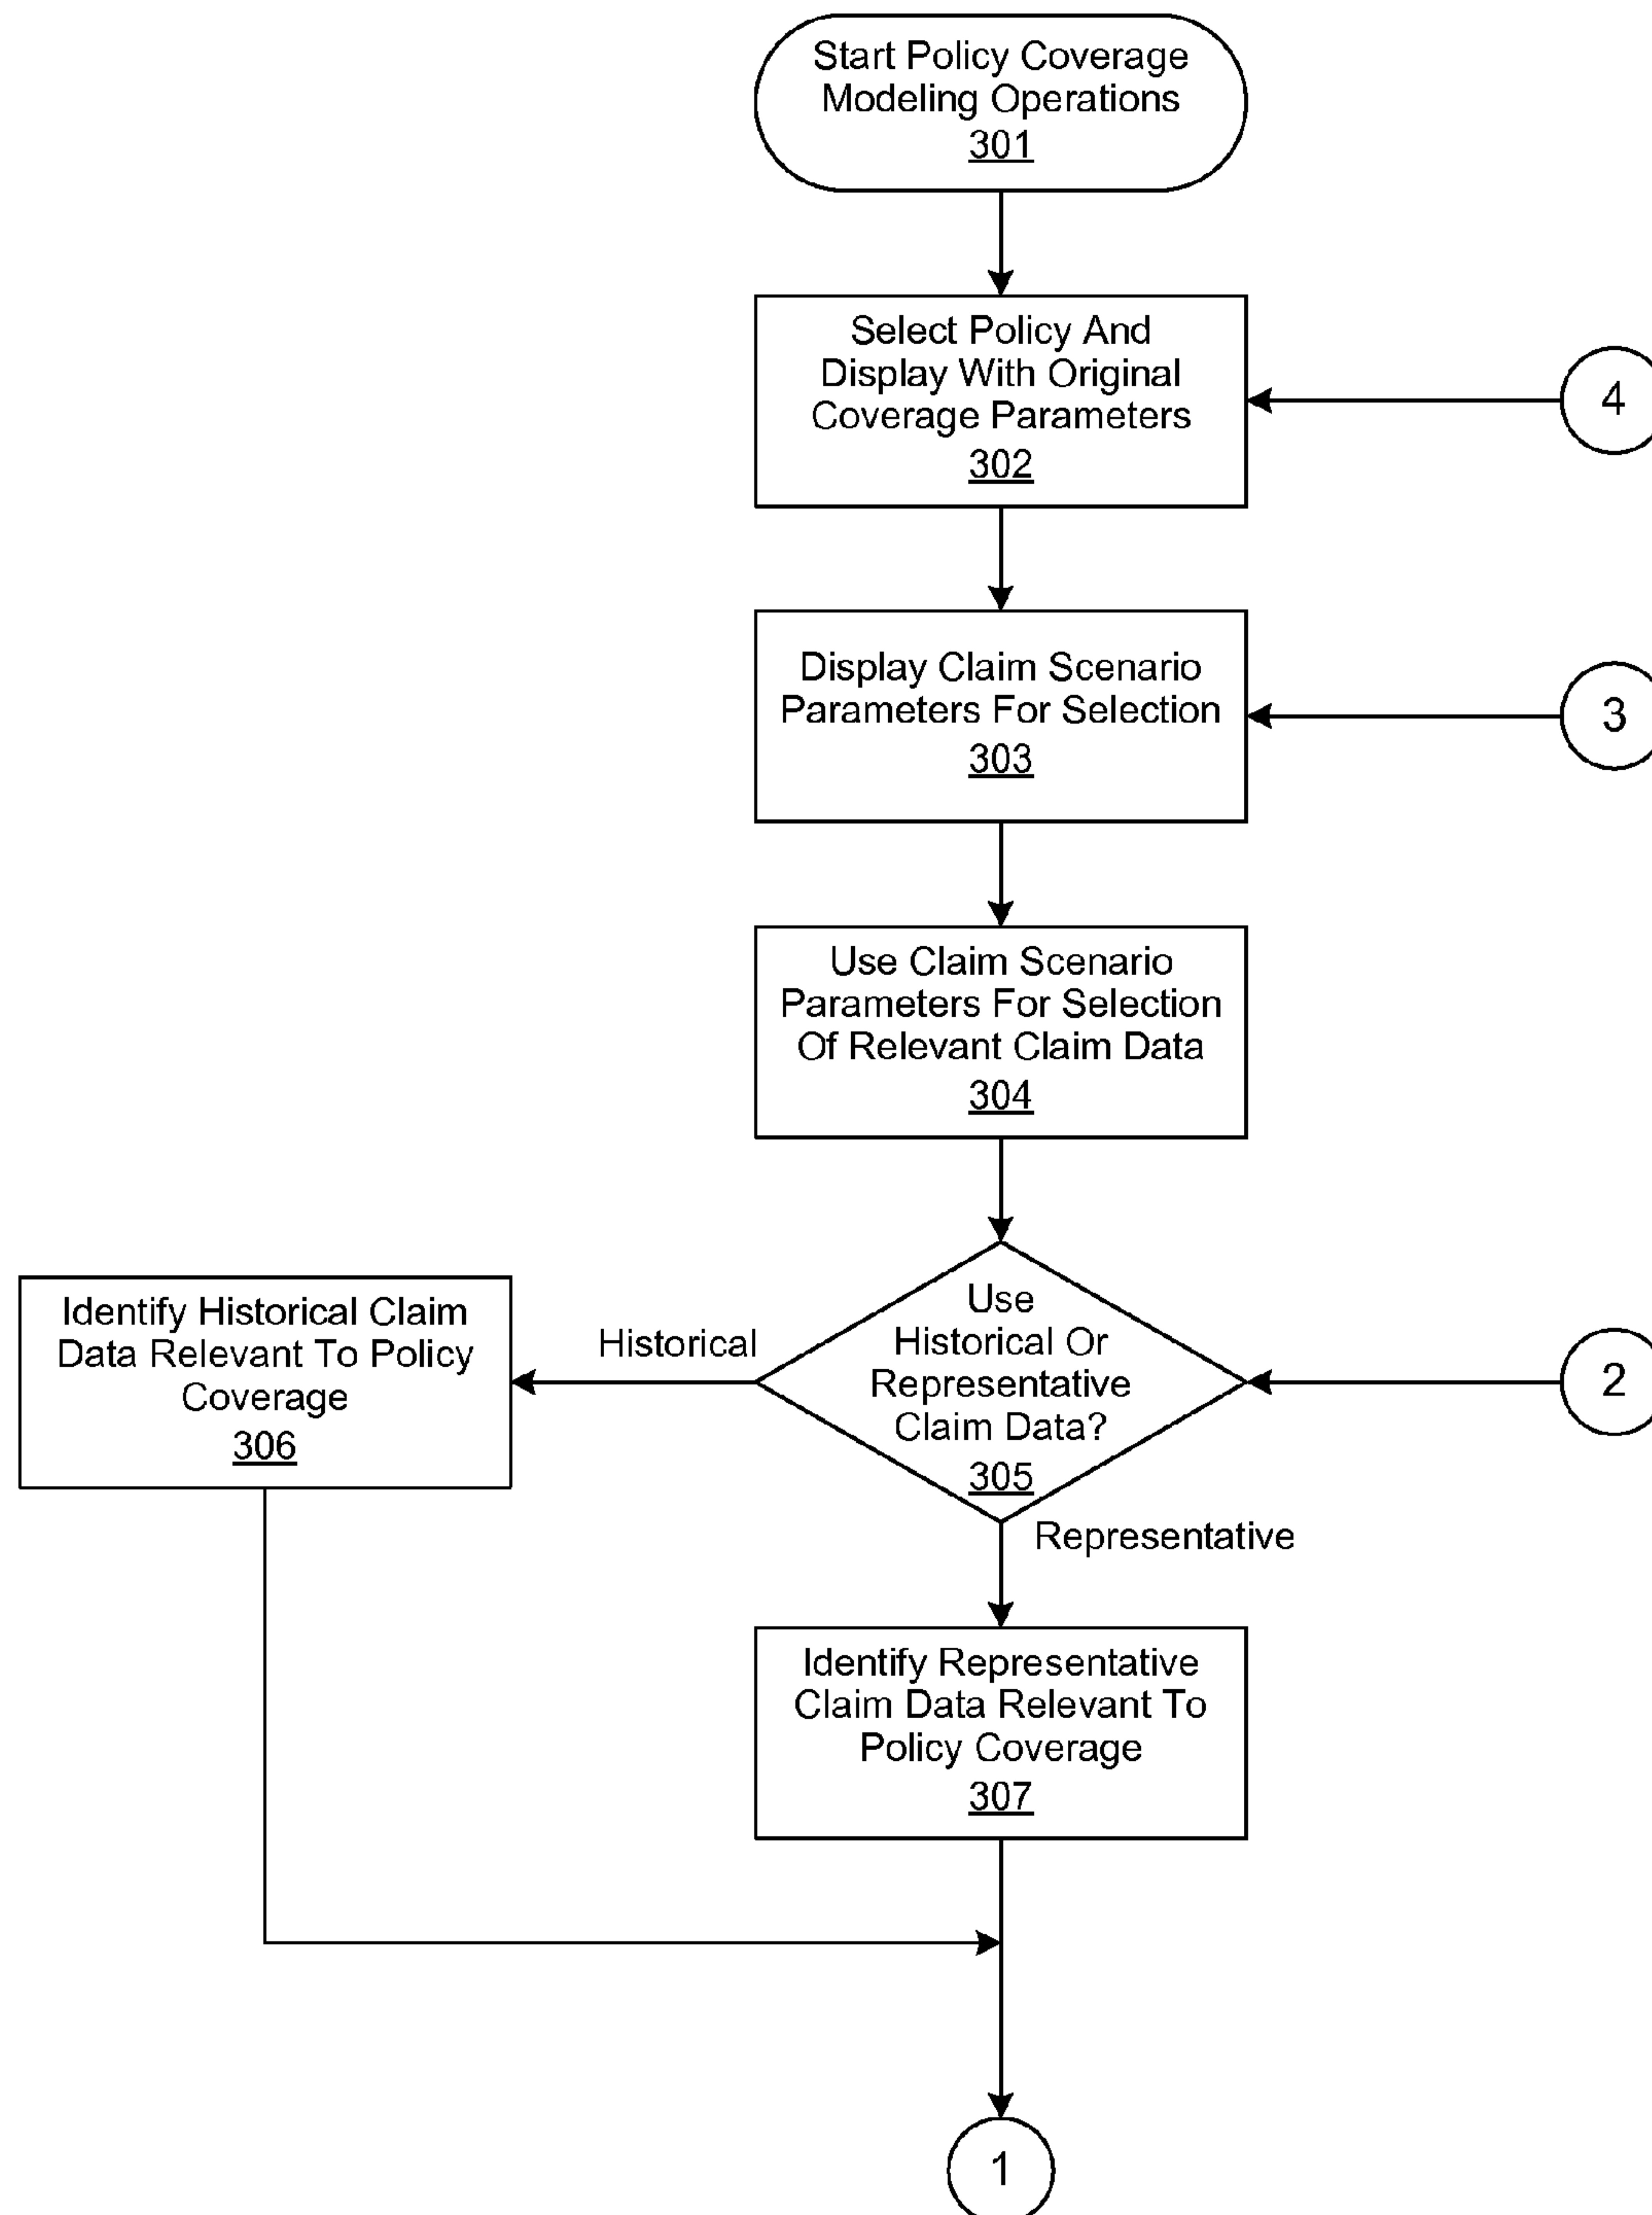 Start Policy Coverage
Modeling Operations
301
Select Policy And
Display With Original
Coverage Parameters
302
4
Display Claim Scenario
Parameters For Selection
303
3
Use Claim Scenario
Parameters For Selection
Of Relevant Claim Data
304
Identify Historical Claim
Data Relevant To Policy
Coverage
306
Historical
Use
Historical Or
Representative
Claim Data?
305
2
Representative
Identify Representative
Claim Data Relevant To
Policy Coverage
307
1